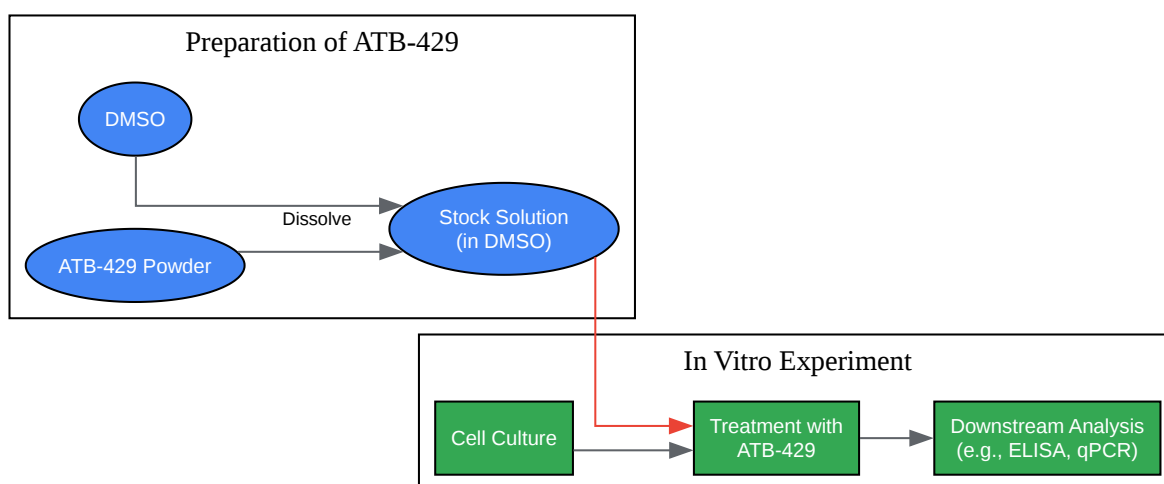 Preparation of ATB-429
DMSO
Dissolve
Stock Solution
(in DMSO)
ATB-429 Powder
In Vitro Experiment
Cell Culture
Treatment with
ATB-429
Downstream Analysis
(e.g., ELISA, qPCR)